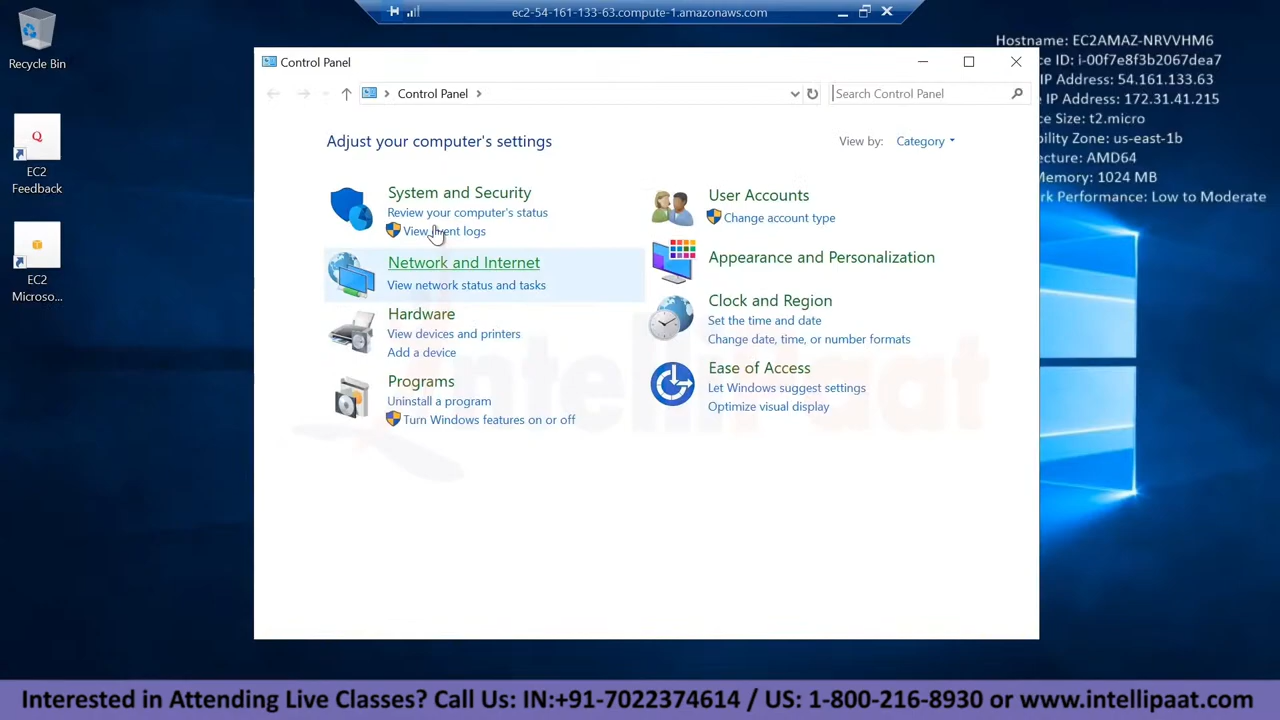 ec2-54-161-133-63.compute-1.amazonaws.com
Recycle Bin
EC2
Feedback
EC2
Microso...
Hostname: EC2AMAZ-NRVVHM6
ce ID: i-00f7e8f3b2067dea7
IP Address: 54.161.133.63
e IP Address: 172.31.41.215
ce Size: t2.micro
bility Zone: us-east-1b
ecture: AMD64
Memory: 1024 MB
rk Performance: Low to Moderate
Control Panel
Control Panel
Search Control Panel
Adjust your computer's settings
View by: Category
System and Security
Review your computer's status
View event logs
Network and Internet
View network status and tasks
Hardware
View devices and printers
Add a device
Programs
Uninstall a program
Turn Windows features on or off
User Accounts
Change account type
Appearance and Personalization
Clock and Region
Set the time and date
Change date, time, or number formats
Ease of Access
Let Windows suggest settings
Optimize visual display
intellipaat
Interested in Attending Live Classes? Call Us: IN:+91-7022374614 / US: 1-800-216-8930 or www.intellipaat.com